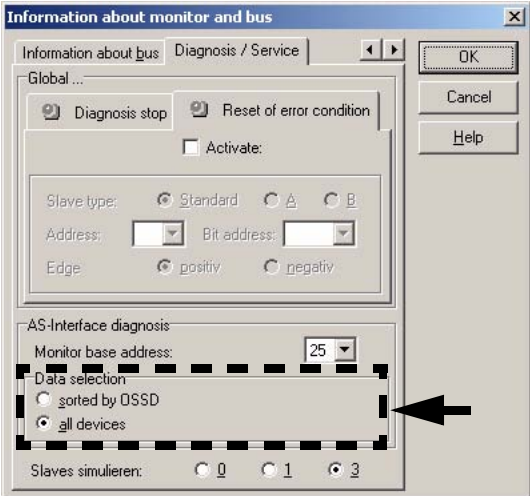 Information about monitor and bus
Information about bus
Diagnosis / Service
OK
Cancel
Help
Global ...
Diagnosis stop
Reset of error condition
Activate:
Slave type: Standard A B
Address: Bit address:
Edge positiv negativ
AS-Interface diagnosis
Monitor base address: 25
Data selection
sorted by OSSD
all devices
Slaves simulieren: 0 1 3